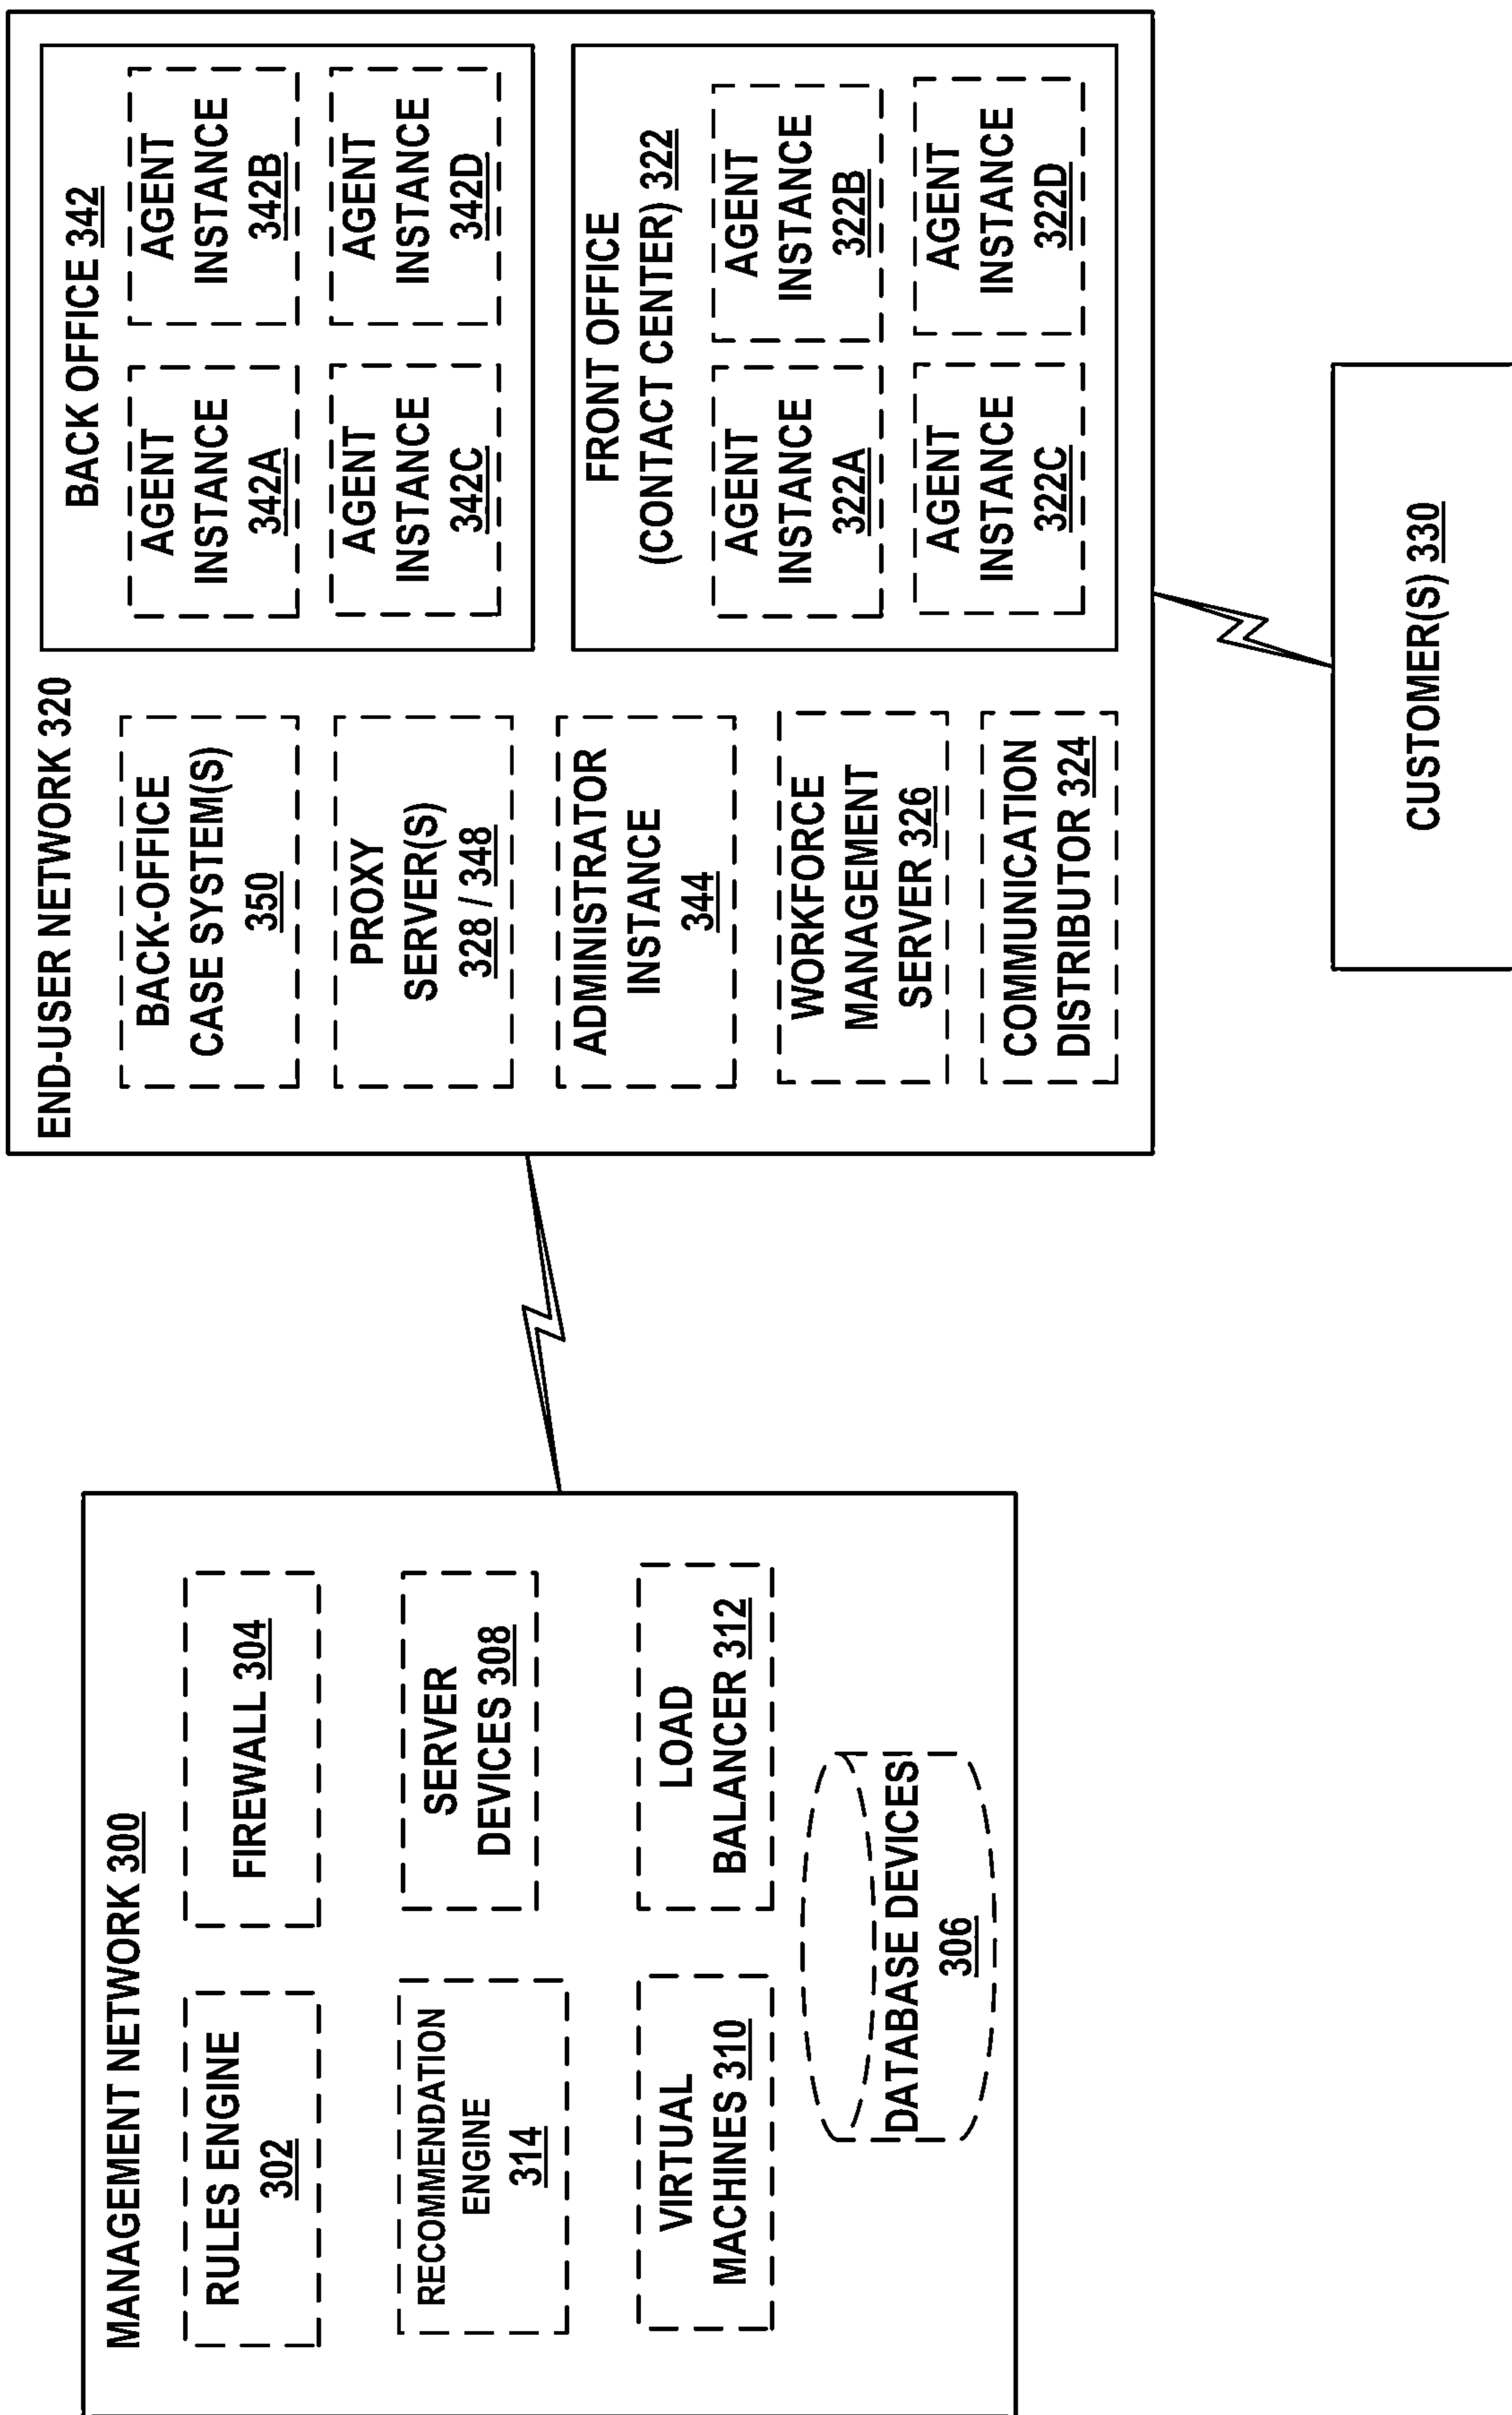 MANAGEMENT NETWORK 300
RULES ENGINE
302
FIREWALL 304
RECOMMENDATION
ENGINE
314
SERVER
DEVICES 308
VIRTUAL
MACHINES 310
LOAD
BALANCER 312
DATABASE DEVICES
306
END-USER NETWORK 320
BACK-OFFICE
CASE SYSTEM(S)
350
PROXY
SERVER(S)
328 / 348
ADMINISTRATOR
INSTANCE
344
WORKFORCE
MANAGEMENT
SERVER 326
COMMUNICATION
DISTRIBUTOR 324
BACK OFFICE 342
AGENT
INSTANCE
342A
AGENT
INSTANCE
342B
AGENT
INSTANCE
342C
AGENT
INSTANCE
342D
FRONT OFFICE
(CONTACT CENTER) 322
AGENT
INSTANCE
322A
AGENT
INSTANCE
322B
AGENT
INSTANCE
322C
AGENT
INSTANCE
322D
CUSTOMER(S) 330